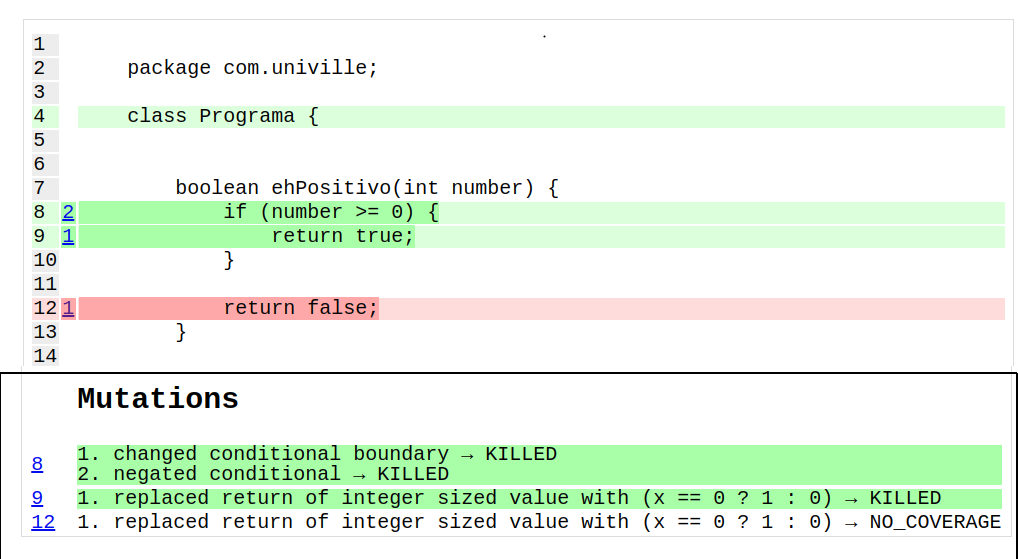 1
2 package com.univille;
3
4 class Programa {
5
6
7 boolean ehPositivo(int number) {
8 2 if (number >= 0) {
9 1 return true;
10 }
11
12 1 return false;
13 }
14
Mutations
8 1. changed conditional boundary → KILLED
2. negated conditional → KILLED
9 1. replaced return of integer sized value with (x == 0 ? 1 : 0) → KILLED
12 1. replaced return of integer sized value with (x == 0 ? 1 : 0) → NO_COVERAGE